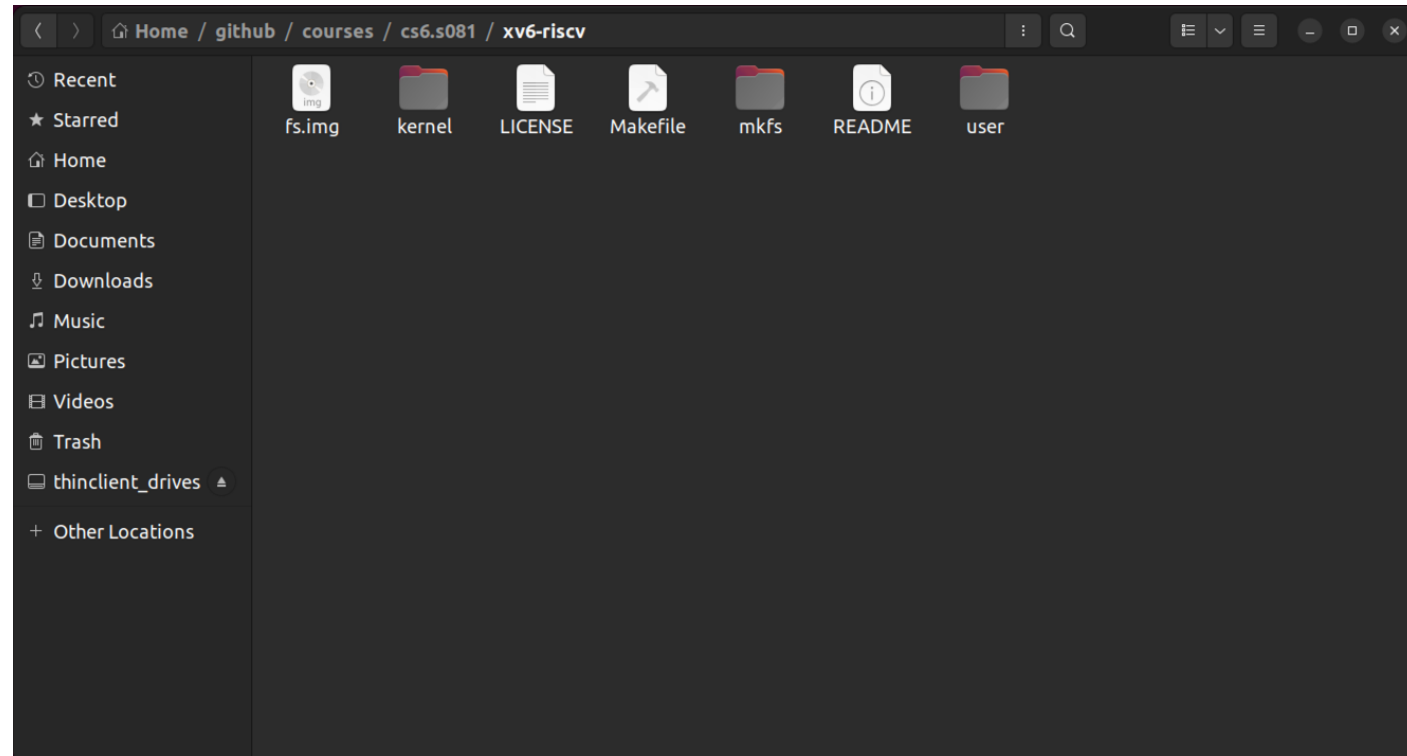 Home / github / courses / cs6.s081 / xv6-riscv
Recent
Starred
Home
Desktop
Documents
Downloads
Music
Pictures
Videos
Trash
thinclient_drives
+ Other Locations
img
fs.img kernel LICENSE Makefile mkfs README user